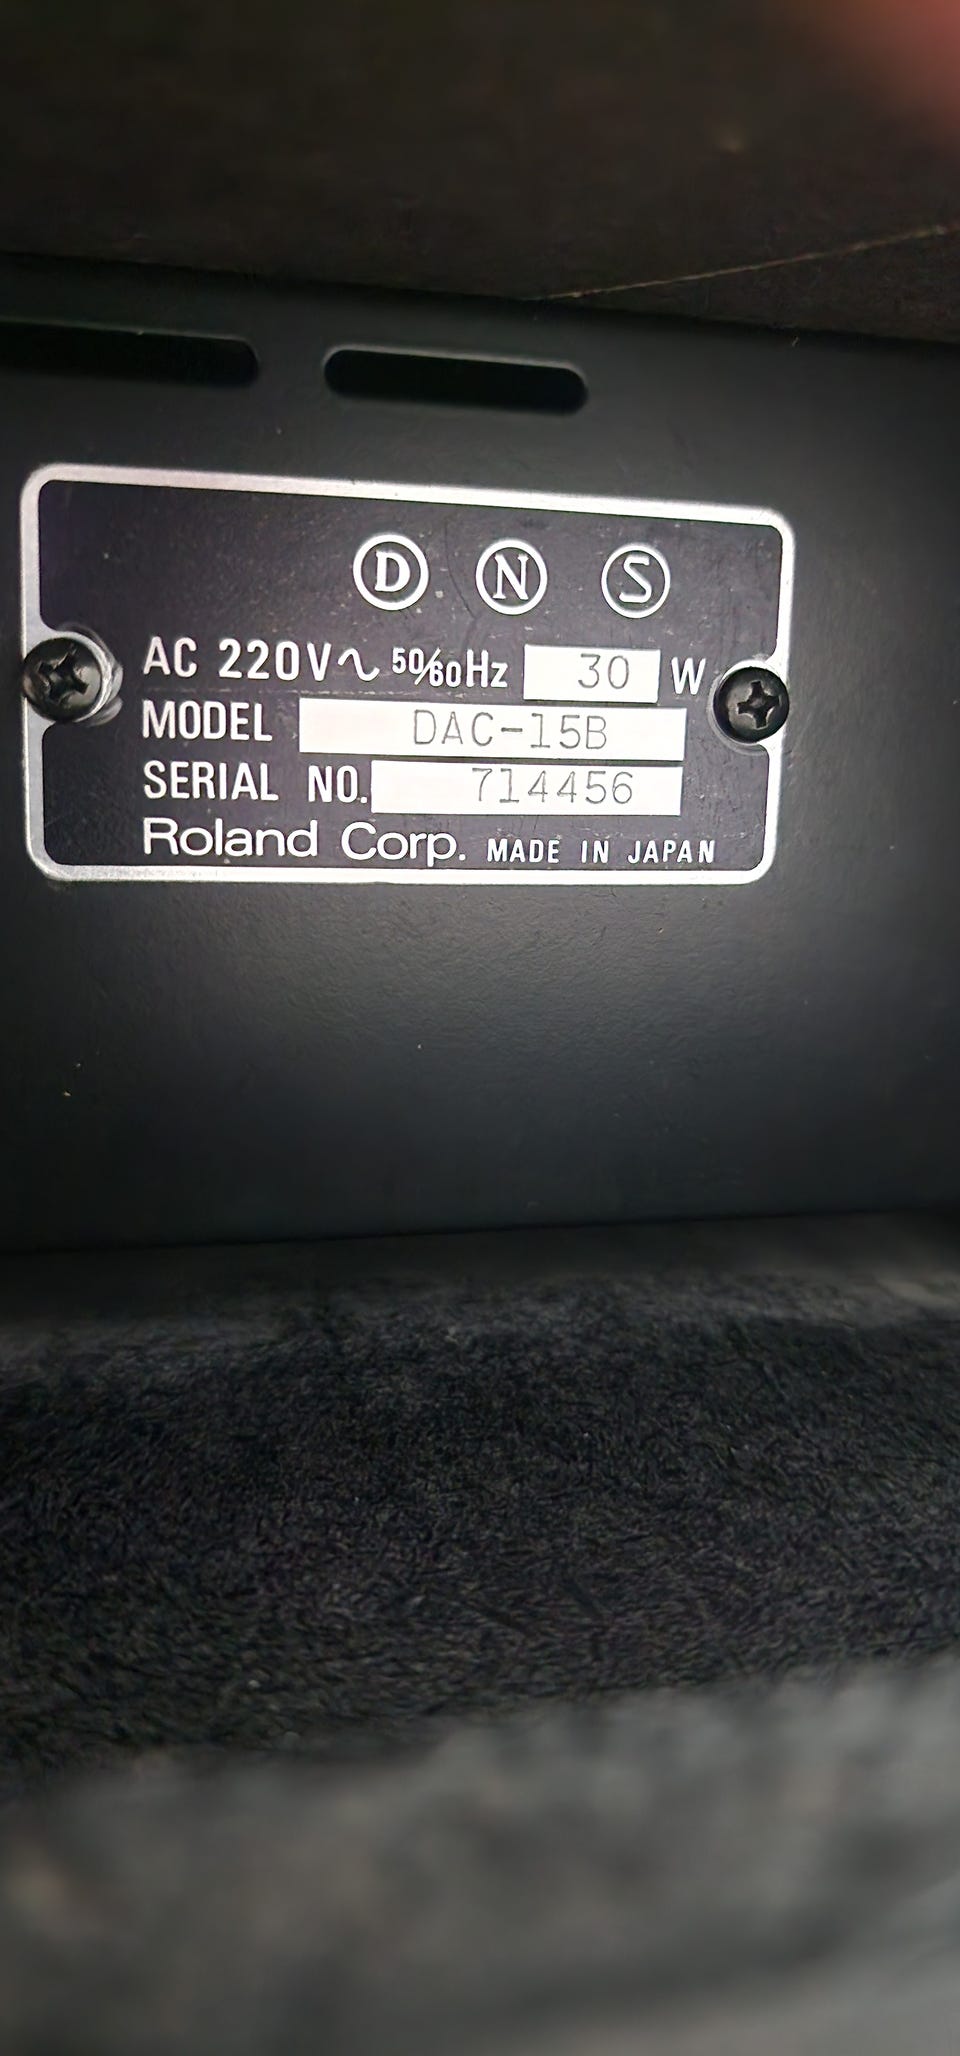 D N S
AC 220V∿ 50/60Hz 30 W
MODEL DAC-15B
SERIAL NO. 714456
Roland Corp. MADE IN JAPAN